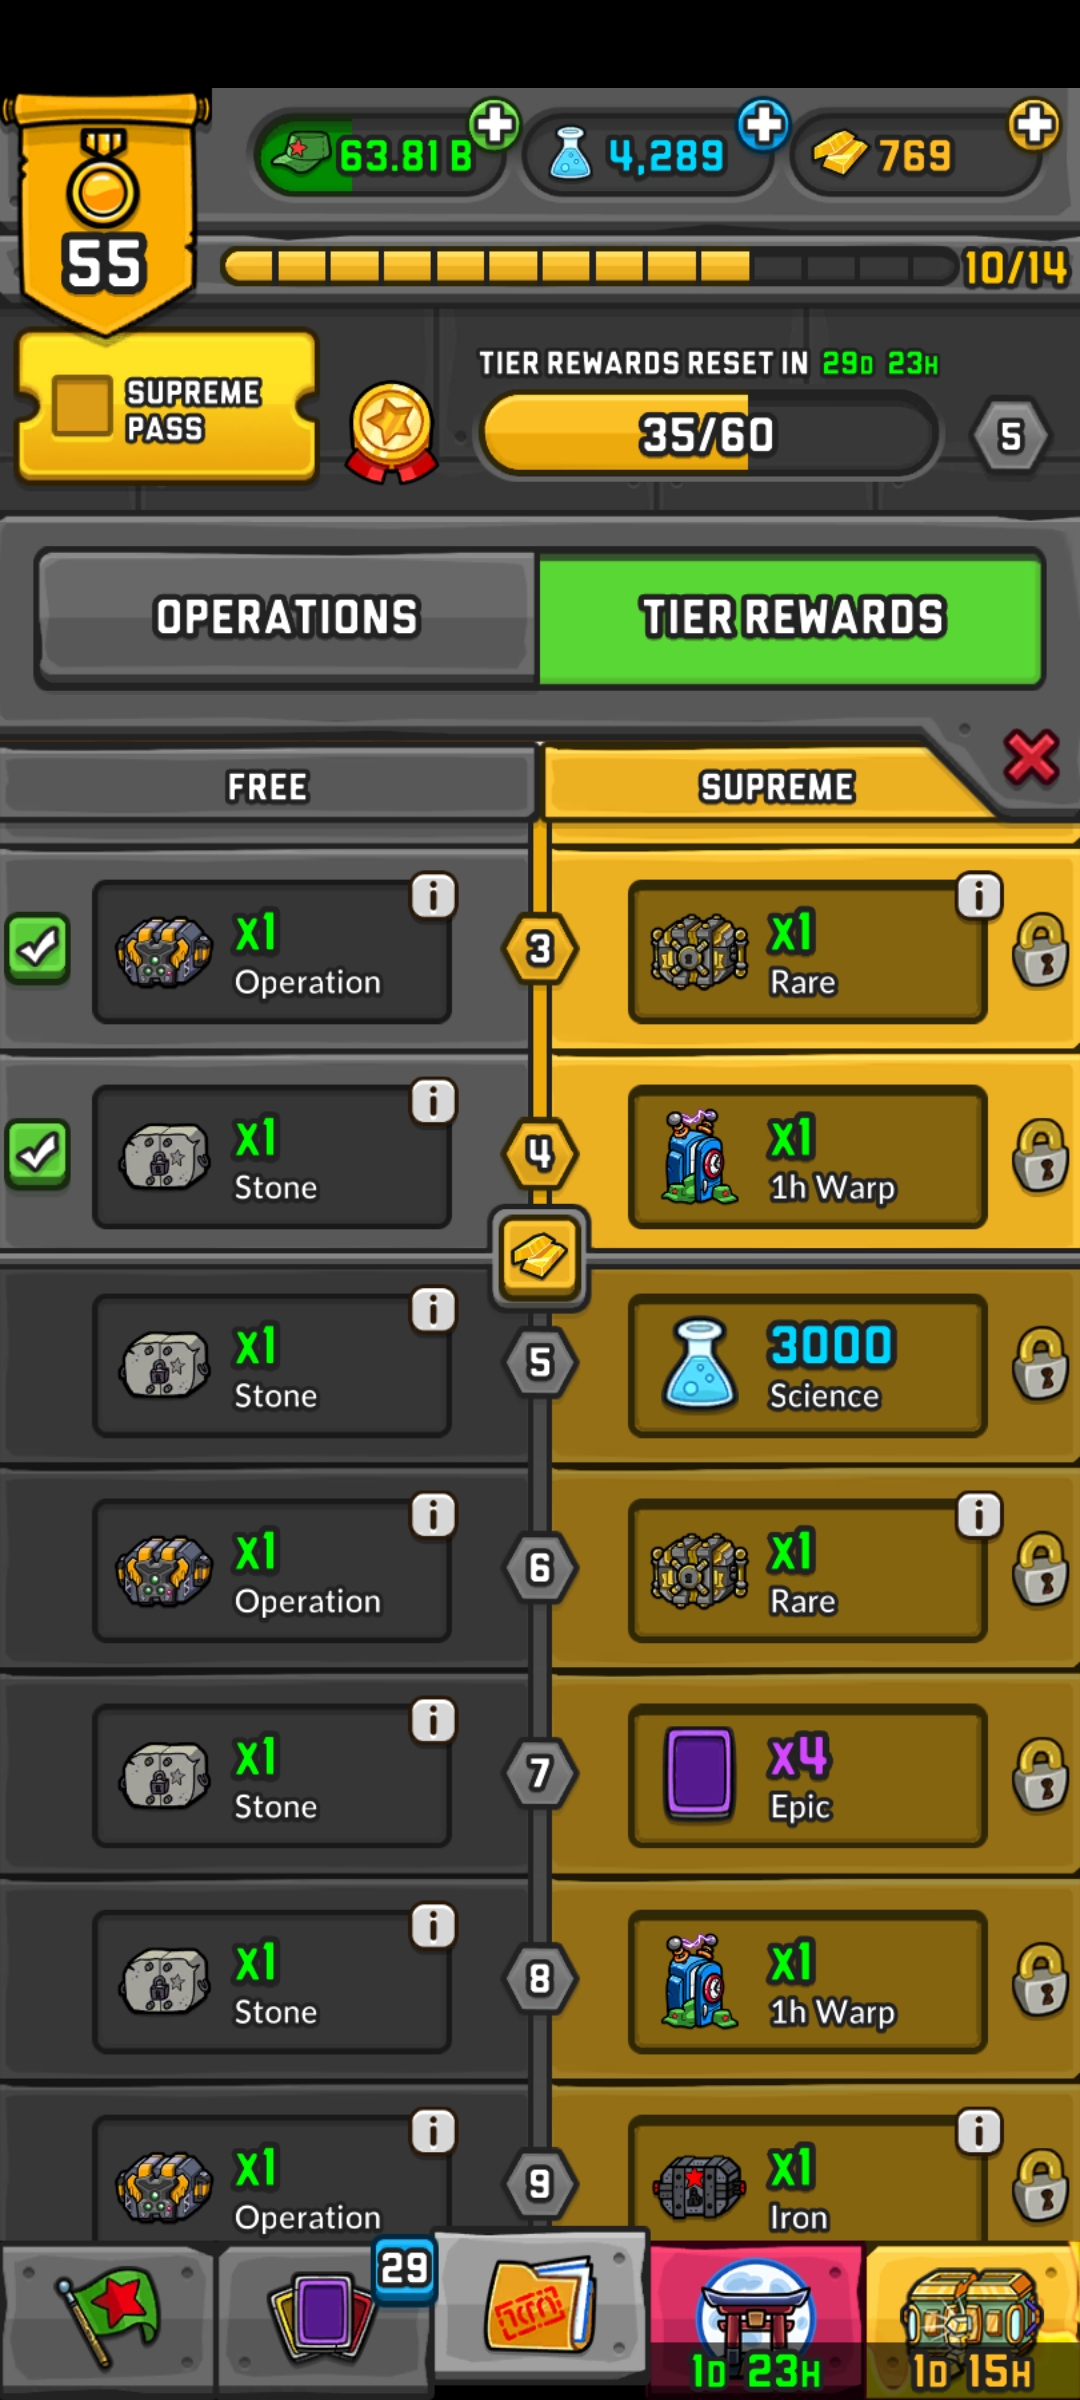 63.81 B
4,289
769
55
10/14
SUPREME
PASS
TIER REWARDS RESET IN 29D 23H
35/60
5
OPERATIONS
TIER REWARDS
FREE
SUPREME
x1
Operation
3
x1
Rare
x1
Stone
4
x1
1h Warp
x1
Stone
5
3000
Science
x1
Operation
6
x1
Rare
x1
Stone
7
x4
Epic
x1
Stone
8
x1
1h Warp
x1
Operation
9
x1
Iron
29
1D 23H
1D 15H